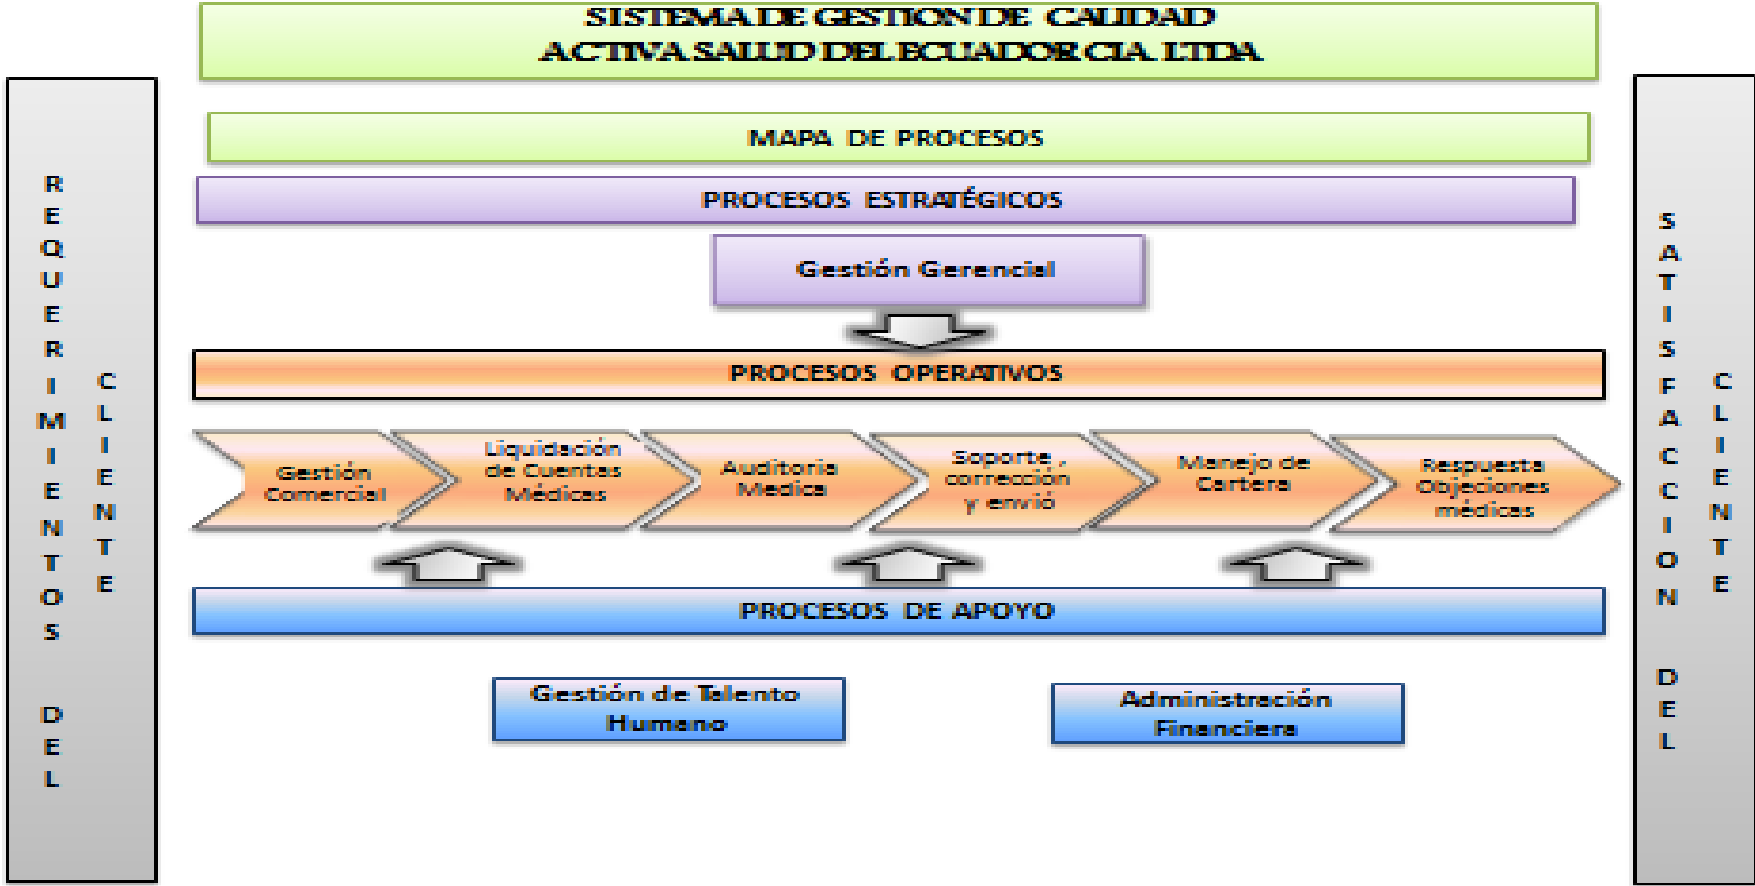 SISTEMA DE GESTION DE CALIDAD
ACTIVA SALUD DEL ECUADOR CIA. LTDA
REQUERIMIENTOS DEL
CLIENTE
MAPA DE PROCESOS
PROCESOS ESTRATÉGICOS
Gestión Gerencial
PROCESOS OPERATIVOS
Gestión
Comercial
Liquidación
de Cuentas
Médicas
Auditoria
Medica
Soporte ,
corrección
y envió
Manejo de
Cartera
Respuesta
Objeciones
médicas
PROCESOS DE APOYO
Gestión de Talento
Humano
Administración
Financiera
SATISFACCION DEL
CLIENTE